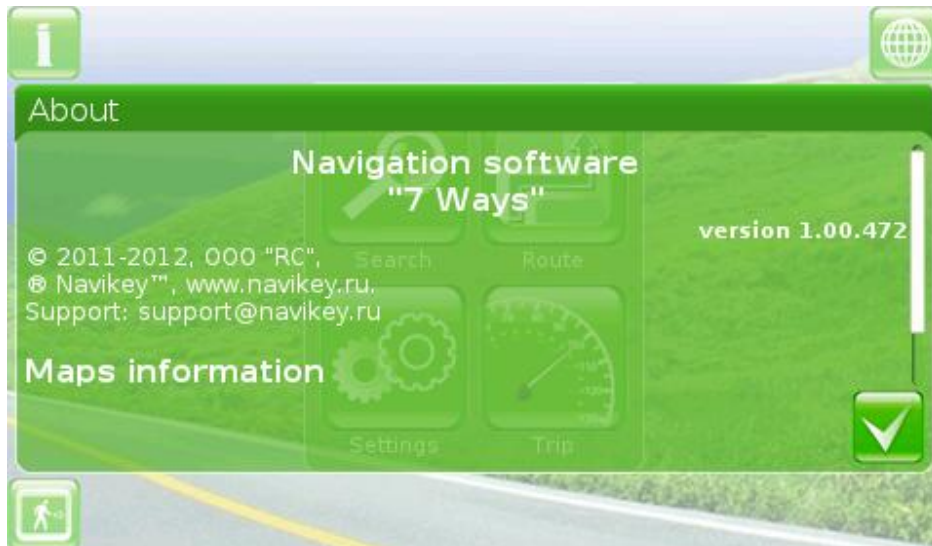 About
Navigation software
"7 Ways"
version 1.00.472
© 2011-2012, OOO "RC",
® Navikey™, www.navikey.ru.
Support: support@navikey.ru
Search
Route
Maps information
Settings
Trip